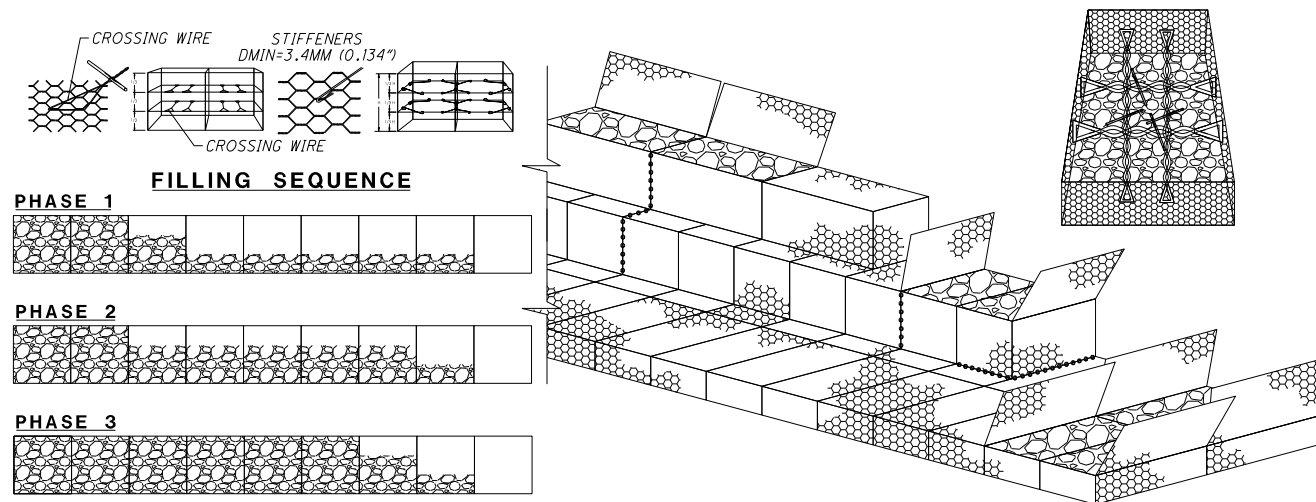 CROSSING WIRE
STIFFENERS
DMIN=3.4MM (0.134")
CROSSING WIRE
FILLING SEQUENCE
PHASE 1
PHASE 2
PHASE 3